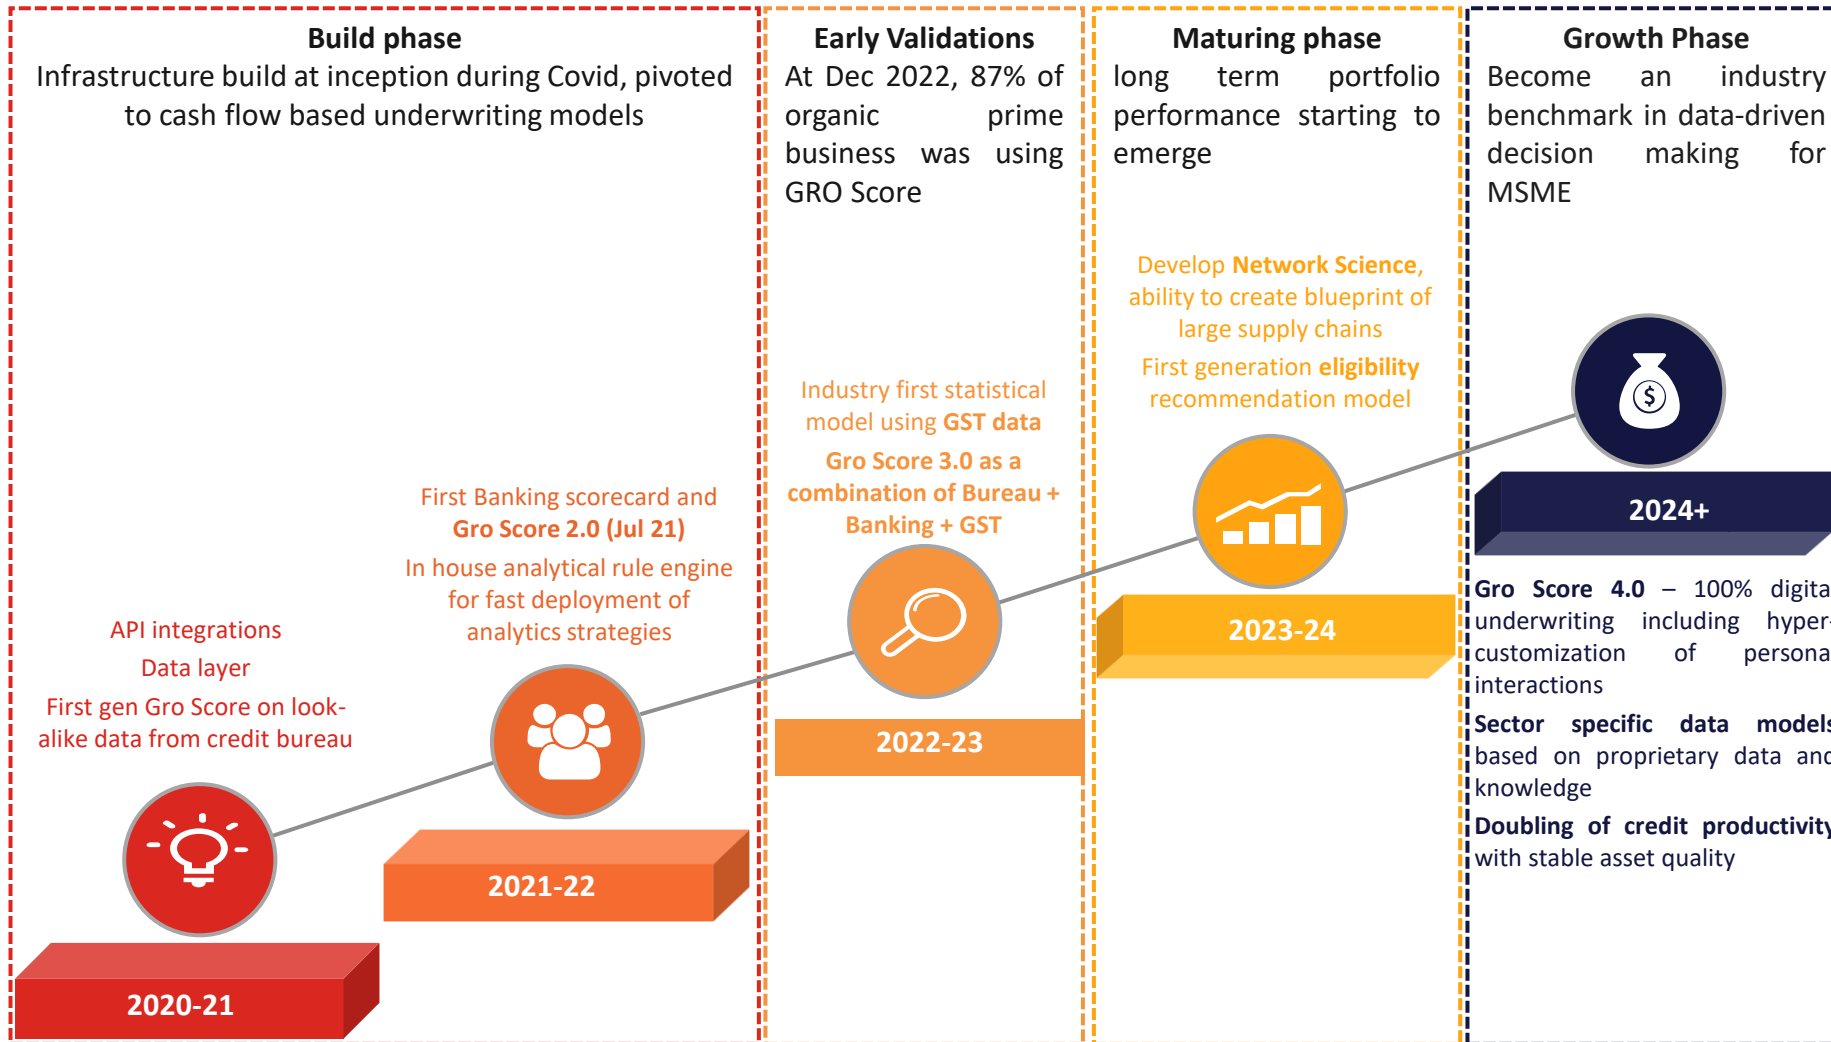 Build phase
Infrastructure build at inception during Covid, pivoted
to cash flow based underwriting models
API integrations
Data layer
First gen Gro Score on look-
alike data from credit bureau
2020-21
First Banking scorecard and
Gro Score 2.0 (Jul 21)
In house analytical rule engine
for fast deployment of
analytics strategies
2021-22
Early Validations
At Dec 2022, 87% of
organic prime
business was using
GRO Score
Industry first statistical
model using GST data
Gro Score 3.0 as a
combination of Bureau +
Banking + GST
2022-23
Maturing phase
long term portfolio
performance starting to
emerge
Develop Network Science,
ability to create blueprint of
large supply chains
First generation eligibility
recommendation model
2023-24
Growth Phase
Become an industry
benchmark in data-driven
decision making for
MSME
$
2024+
Gro Score 4.0 – 100% digita
underwriting including hyper-
customization of persona
interactions
Sector specific data models
based on proprietary data and
knowledge
Doubling of credit productivity
with stable asset quality